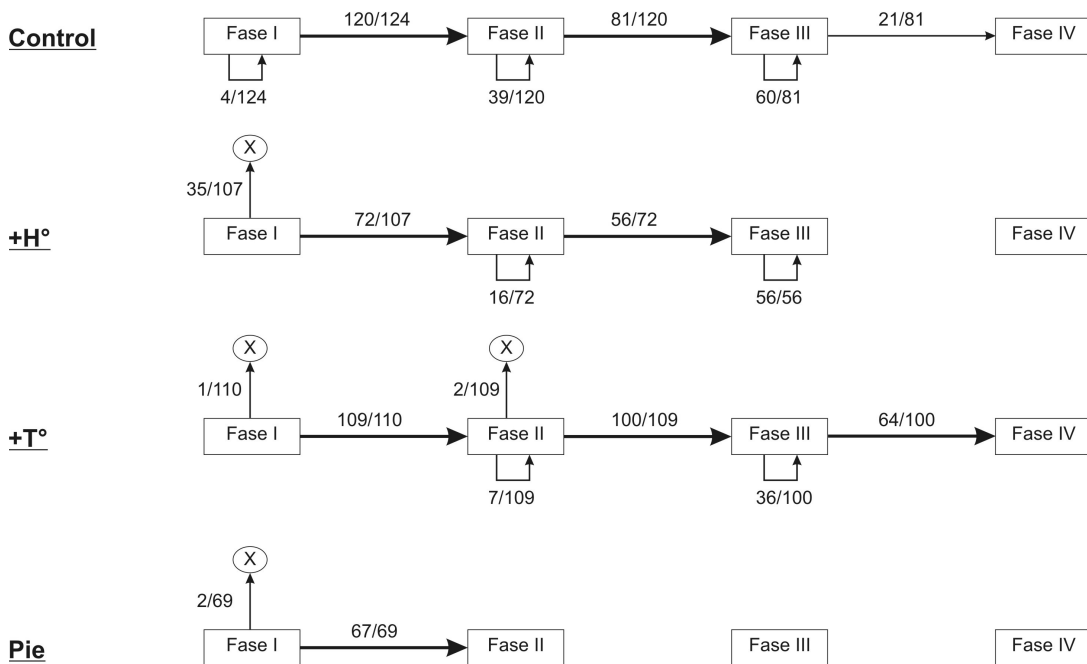 120/124 81/120 21/81
Control Fase I Fase II Fase III Fase IV
4/124 39/120 60/81
X
35/107
72/107 56/72
+H° Fase I Fase II Fase III Fase IV
16/72 56/56
X X
1/110 2/109
109/110 100/109 64/100
+T° Fase I Fase II Fase III Fase IV
7/109 36/100
X
2/69
67/69
Pie Fase I Fase II Fase III Fase IV